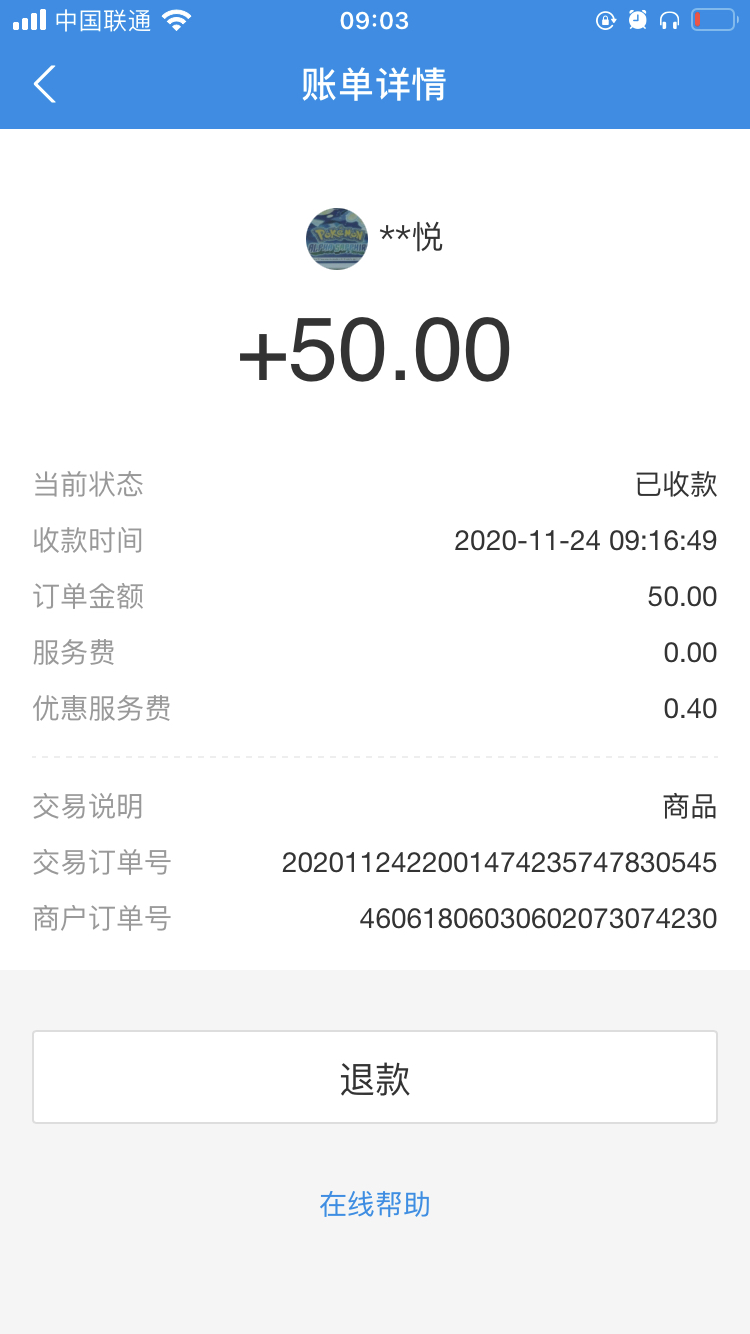 中国联通 09:03
账单详情
POKEMON
**悦
+50.00
当前状态 已收款
收款时间 2020-11-24 09:16:49
订单金额 50.00
服务费 0.00
优惠服务费 0.40
交易说明 商品
交易订单号 2020112422001474235747830545
商户订单号 46061806030602073074230
退款
在线帮助